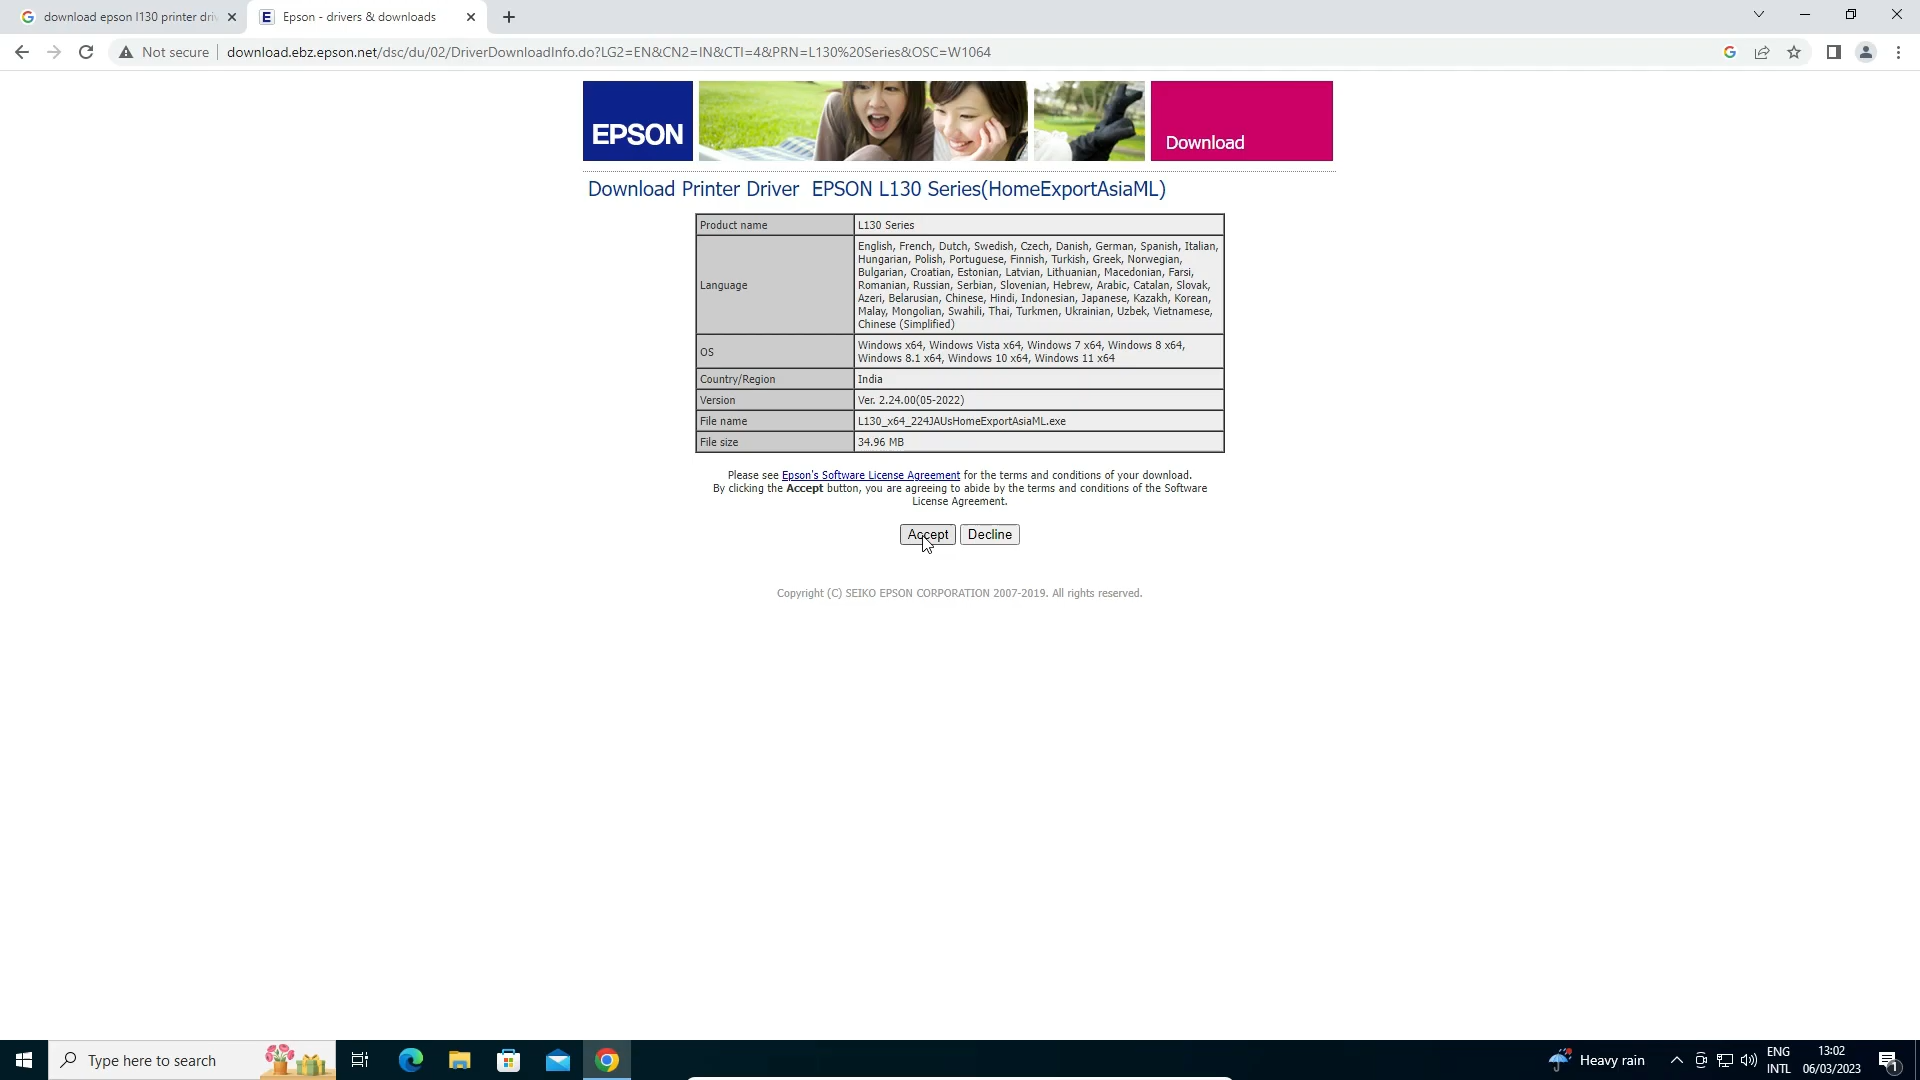 download epson l130 printer dri
Epson - drivers & downloads
Not secure
download.ebz.epson.net/dsc/du/02/DriverDownloadInfo.do?LG2=EN&CN2=IN&CTI=4&PRN=L130%20Series&OSC=W1064
EPSON
Download
Download Printer Driver EPSON L130 Series(HomeExportAsiaML)
Product name
L130 Series
Language
English, French, Dutch, Swedish, Czech, Danish, German, Spanish, Italian,
Hungarian, Polish, Portuguese, Finnish, Turkish, Greek, Norwegian,
Bulgarian, Croatian, Estonian, Latvian, Lithuanian, Macedonian, Farsi,
Romanian, Russian, Serbian, Slovenian, Hebrew, Arabic, Catalan, Slovak,
Azeri, Belarusian, Chinese, Hindi, Indonesian, Japanese, Kazakh, Korean,
Malay, Mongolian, Swahili, Thai, Turkmen, Ukrainian, Uzbek, Vietnamese,
Chinese (Simplified)
OS
Windows x64, Windows Vista x64, Windows 7 x64, Windows 8 x64,
Windows 8.1 x64, Windows 10 x64, Windows 11 x64
Country/Region
India
Version
Ver. 2.24.00(05-2022)
File name
L130_x64_224JAUsHomeExportAsiaML.exe
File size
34.96 MB
Please see Epson's Software License Agreement for the terms and conditions of your download.
By clicking the Accept button, you are agreeing to abide by the terms and conditions of the Software
License Agreement.
Accept
Decline
Copyright (C) SEIKO EPSON CORPORATION 2007-2019. All rights reserved.
Type here to search
Heavy rain
ENG
INTL
13:02
06/03/2023
1